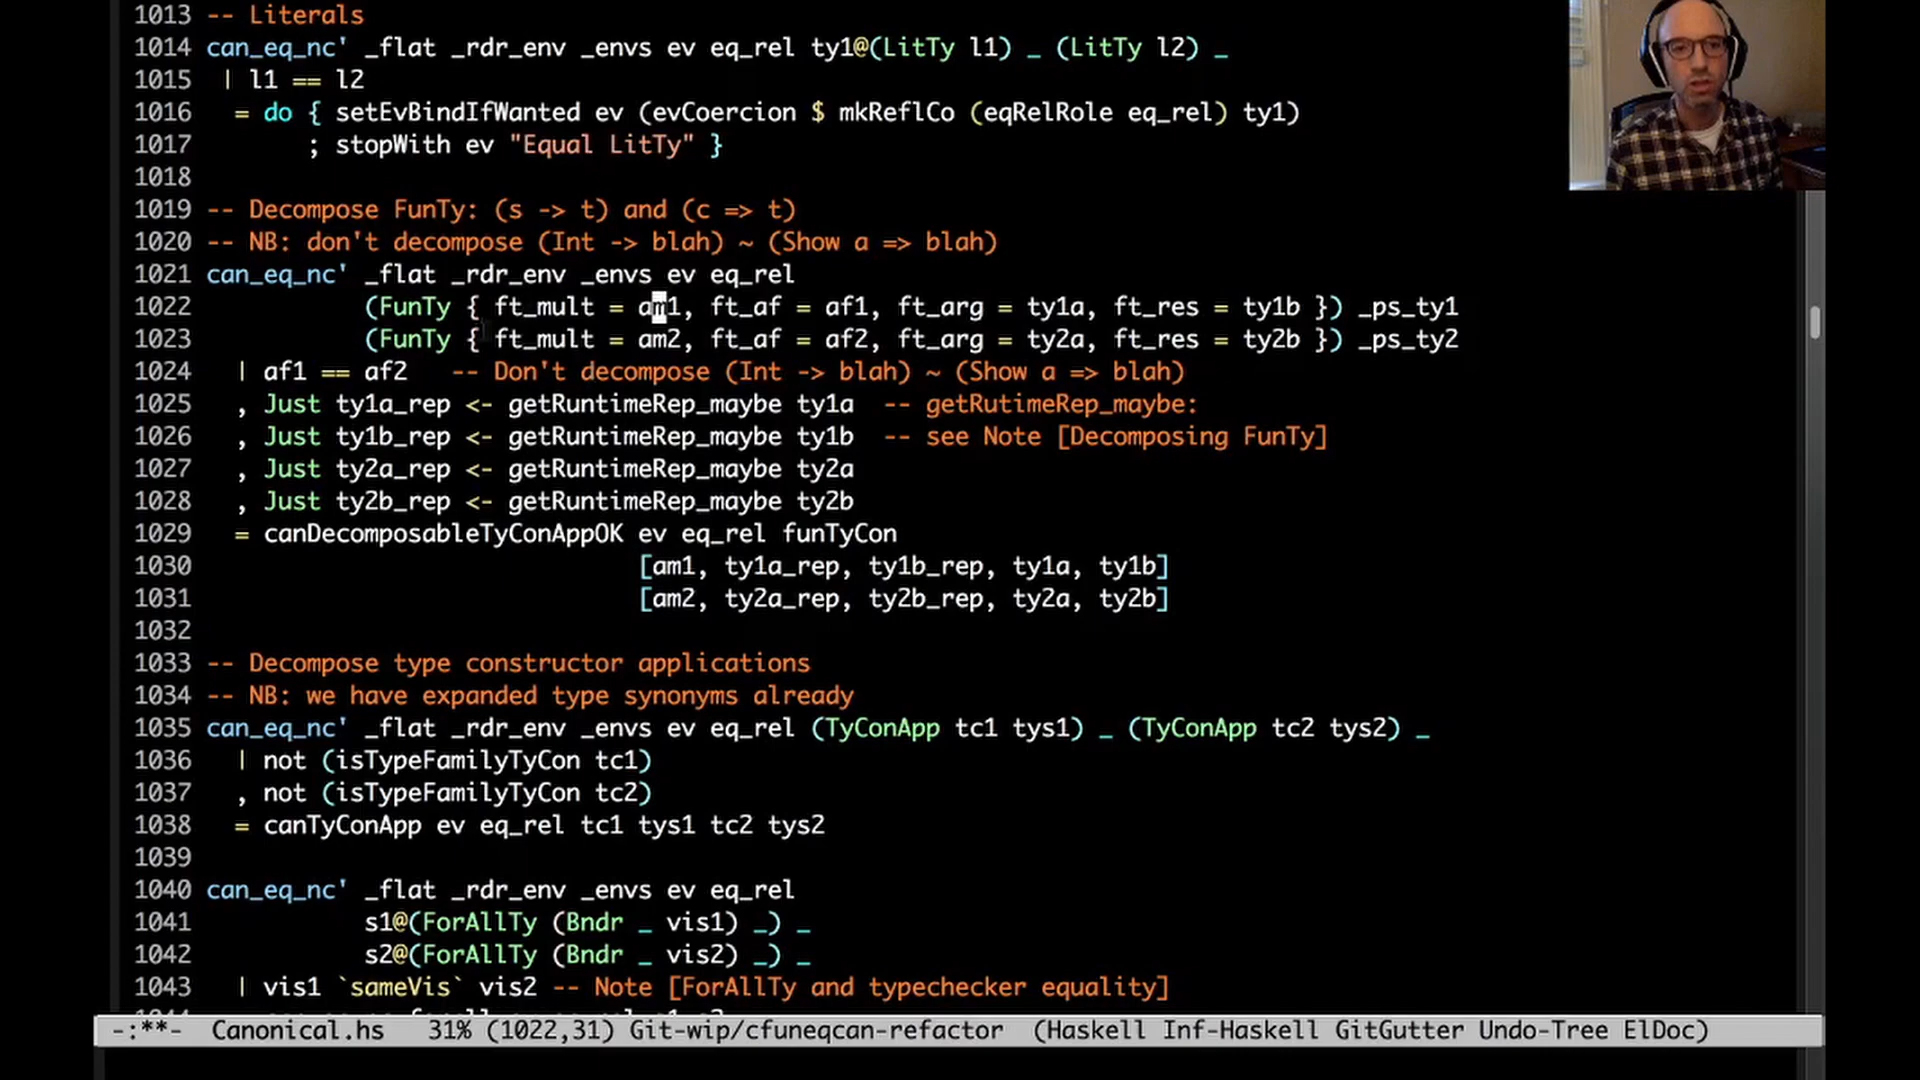 1013 -- Literals
1014 can_eq_nc' _flat _rdr_env _envs ev eq_rel ty1@(LitTy l1) _ (LitTy l2) _
1015  | l1 == l2
1016  = do { setEvBindIfWanted ev (evCoercion $ mkReflCo (eqRelRole eq_rel) ty1)
1017       ; stopWith ev "Equal LitTy" }
1018
1019 -- Decompose FunTy: (s -> t) and (c => t)
1020 -- NB: don't decompose (Int -> blah) ~ (Show a => blah)
1021 can_eq_nc' _flat _rdr_env _envs ev eq_rel
1022           (FunTy { ft_mult = am1, ft_af = af1, ft_arg = ty1a, ft_res = ty1b }) _ps_ty1
1023           (FunTy { ft_mult = am2, ft_af = af2, ft_arg = ty2a, ft_res = ty2b }) _ps_ty2
1024  | af1 == af2   -- Don't decompose (Int -> blah) ~ (Show a => blah)
1025  , Just ty1a_rep <- getRuntimeRep_maybe ty1a  -- getRutimeRep_maybe:
1026  , Just ty1b_rep <- getRuntimeRep_maybe ty1b  -- see Note [Decomposing FunTy]
1027  , Just ty2a_rep <- getRuntimeRep_maybe ty2a
1028  , Just ty2b_rep <- getRuntimeRep_maybe ty2b
1029  = canDecomposableTyConAppOK ev eq_rel funTyCon
1030                              [am1, ty1a_rep, ty1b_rep, ty1a, ty1b]
1031                              [am2, ty2a_rep, ty2b_rep, ty2a, ty2b]
1032
1033 -- Decompose type constructor applications
1034 -- NB: we have expanded type synonyms already
1035 can_eq_nc' _flat _rdr_env _envs ev eq_rel (TyConApp tc1 tys1) _ (TyConApp tc2 tys2) _
1036  | not (isTypeFamilyTyCon tc1)
1037  , not (isTypeFamilyTyCon tc2)
1038  = canTyConApp ev eq_rel tc1 tys1 tc2 tys2
1039
1040 can_eq_nc' _flat _rdr_env _envs ev eq_rel
1041           s1@(ForAllTy (Bndr _ vis1) _) _
1042           s2@(ForAllTy (Bndr _ vis2) _) _
1043  | vis1 `sameVis` vis2 -- Note [ForAllTy and typechecker equality]
-:**-  Canonical.hs   31% (1022,31) Git-wip/cfuneqcan-refactor  (Haskell Inf-Haskell GitGutter Undo-Tree ElDoc)